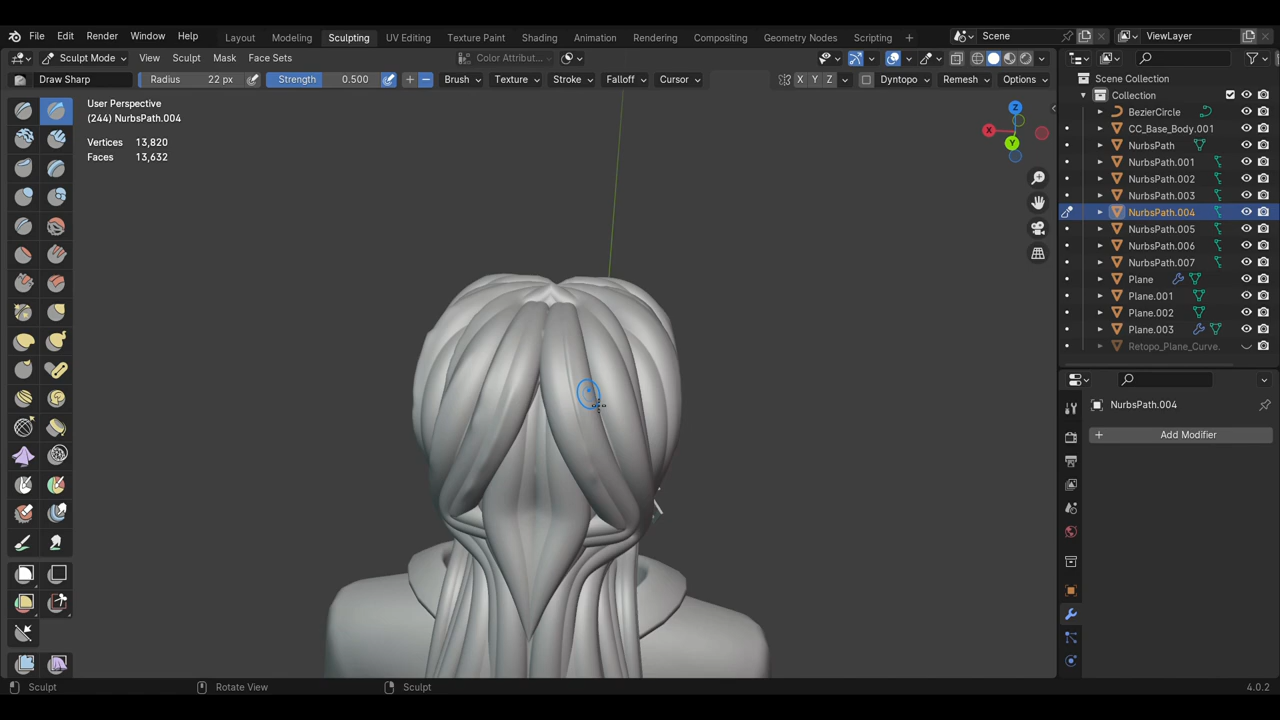 File Edit Render Window Help Layout Modeling Sculpting UV Editing Texture Paint Shading Animation Rendering Compositing Geometry Nodes Scripting + Scene ViewLayer
Sculpt Mode View Sculpt Mask Face Sets Color Attribut...
Draw Sharp Radius 22 px Strength 0.500 + − Brush Texture Stroke Falloff Cursor X Y Z Dyntopo Remesh Options
Scene Collection
Collection
BezierCircle
CC_Base_Body.001
NurbsPath
NurbsPath.001
NurbsPath.002
NurbsPath.003
NurbsPath.004
NurbsPath.005
NurbsPath.006
NurbsPath.007
Plane
Plane.001
Plane.002
Plane.003
Retopo_Plane_Curve.
User Perspective
(244) NurbsPath.004
Vertices 13,820
Faces 13,632
Z
X
Y
NurbsPath.004
+ Add Modifier
Sculpt Rotate View Sculpt 4.0.2